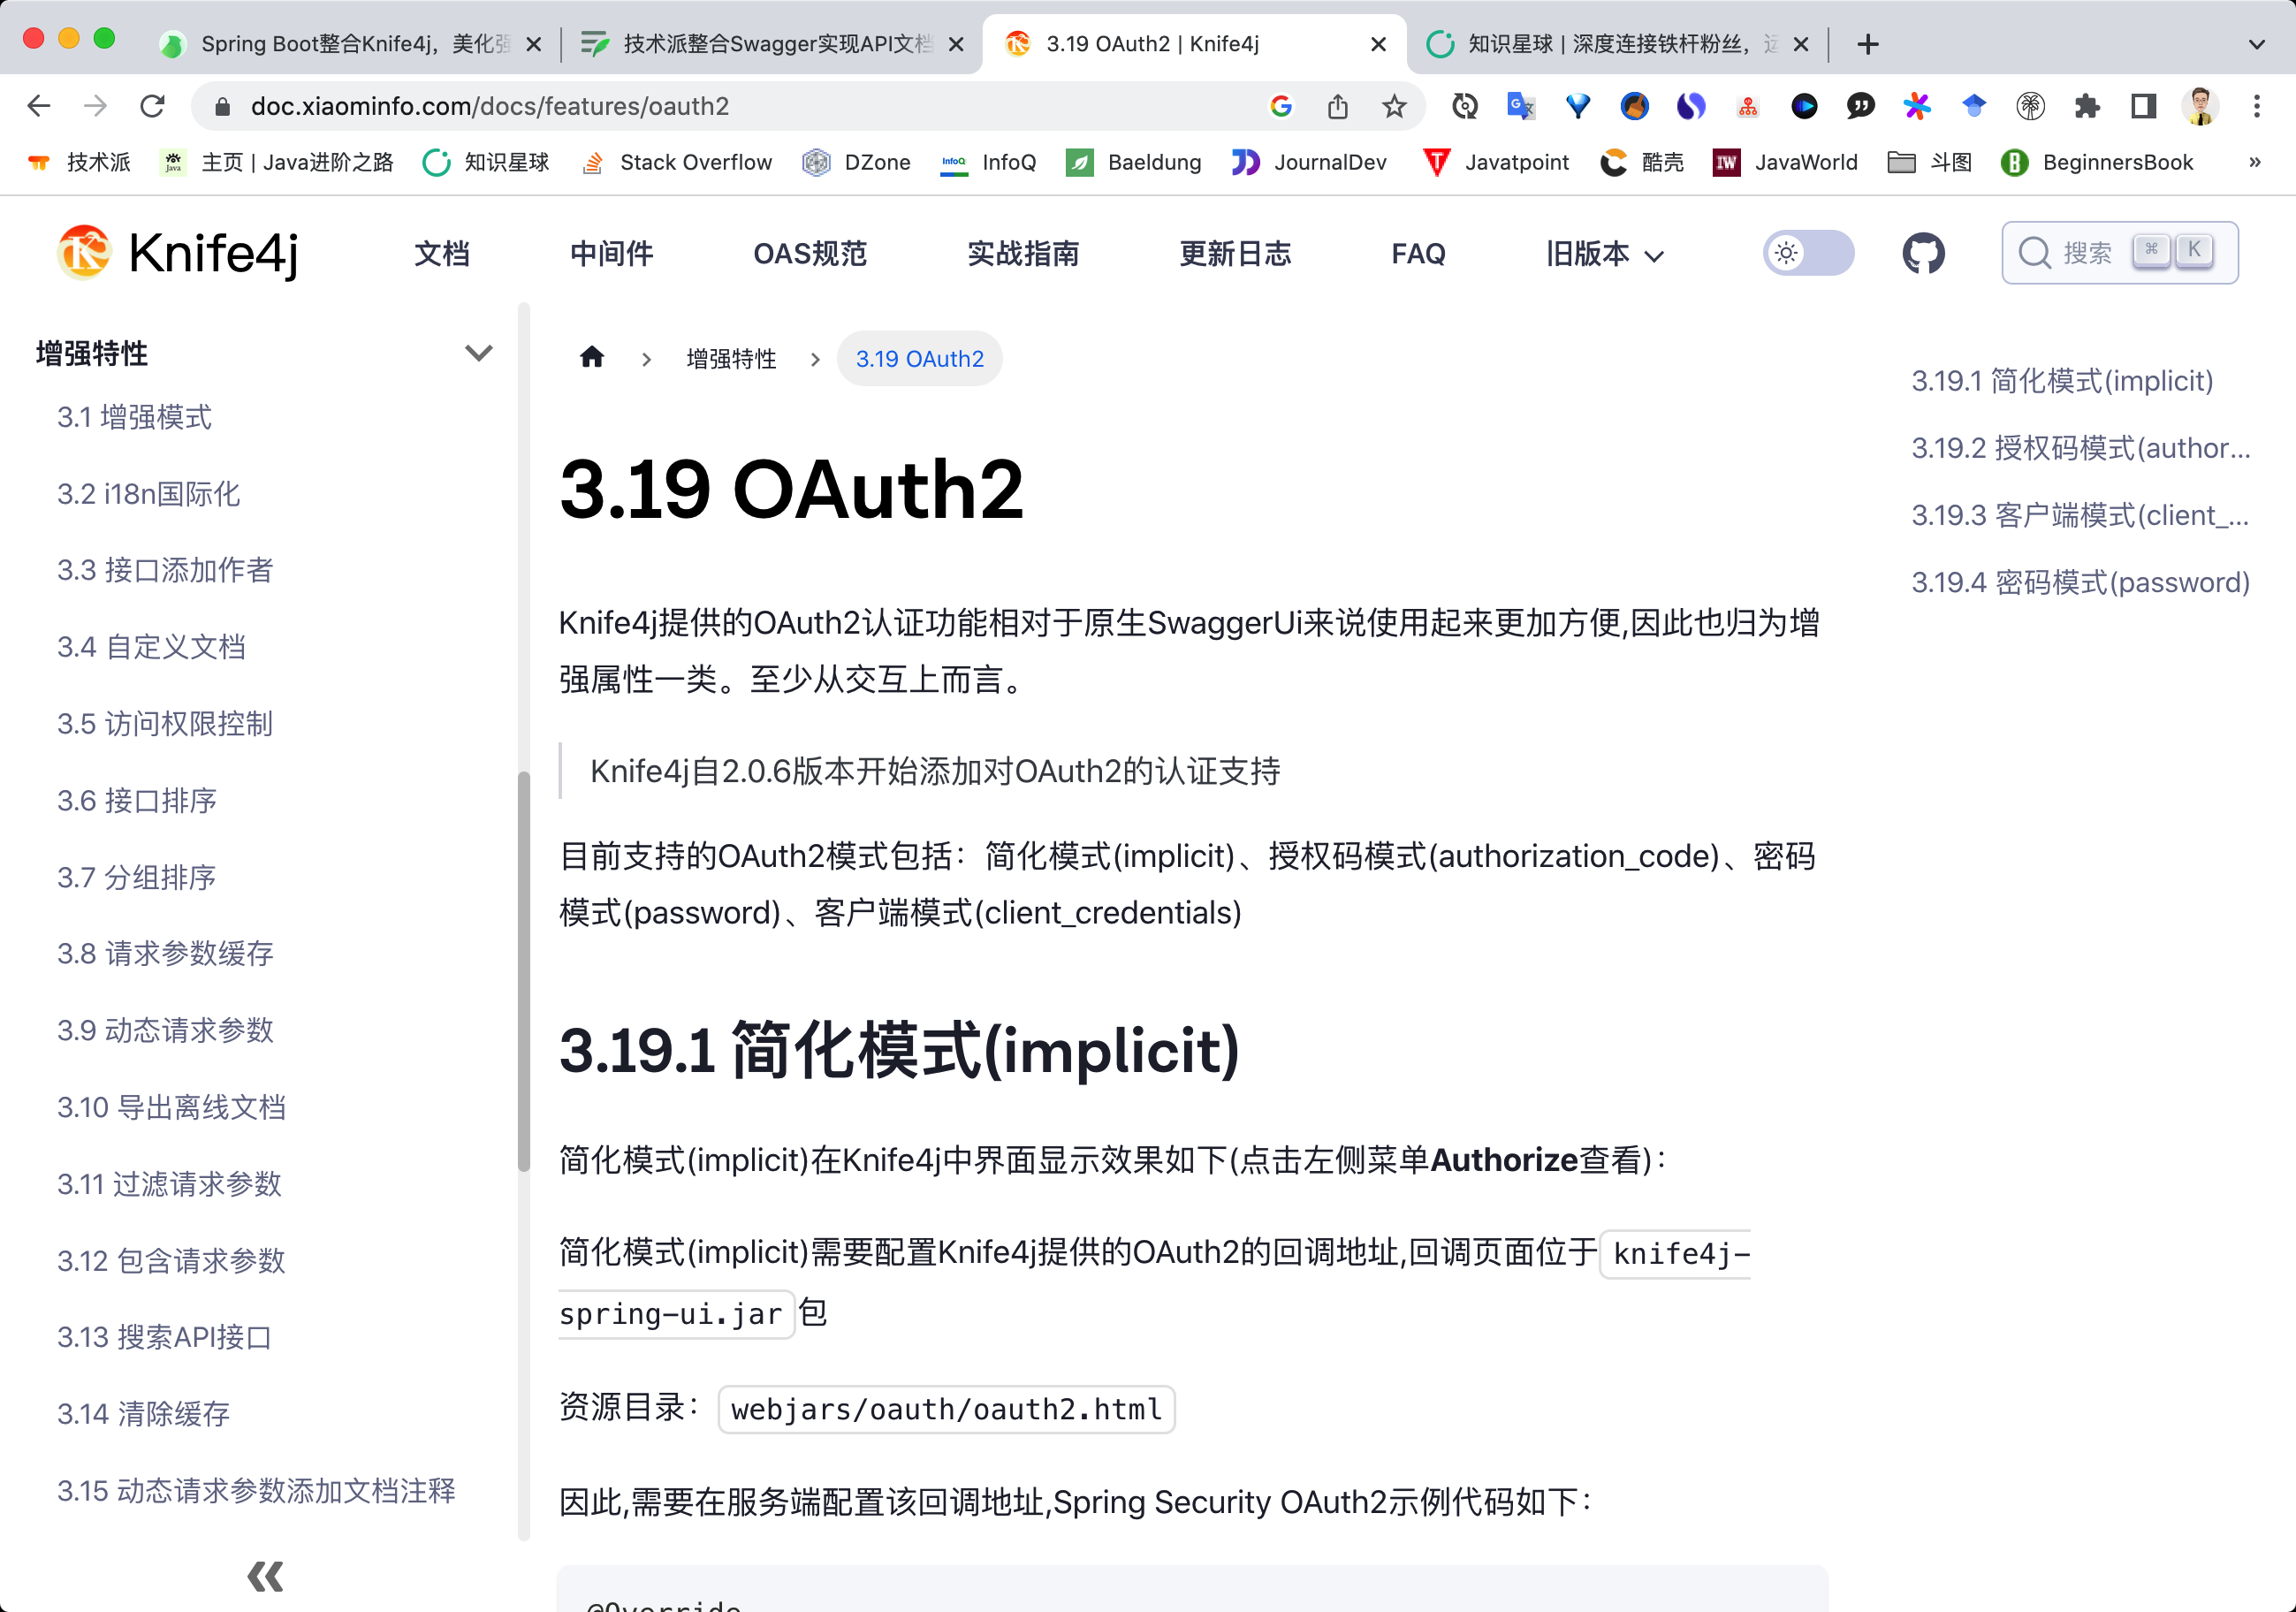 Spring Boot整合Knife4j，美化强
技术派整合Swagger实现API文档
3.19 OAuth2 | Knife4j
知识星球 | 深度连接铁杆粉丝，运
doc.xiaominfo.com/docs/features/oauth2
技术派
主页 | Java进阶之路
知识星球
Stack Overflow
DZone
InfoQ
InfoQ
Baeldung
JournalDev
Javatpoint
酷壳
JavaWorld
斗图
BeginnersBook
»
Knife4j
文档
中间件
OAS规范
实战指南
更新日志
FAQ
旧版本
搜索
⌘ K
增强特性
3.1 增强模式
3.2 i18n国际化
3.3 接口添加作者
3.4 自定义文档
3.5 访问权限控制
3.6 接口排序
3.7 分组排序
3.8 请求参数缓存
3.9 动态请求参数
3.10 导出离线文档
3.11 过滤请求参数
3.12 包含请求参数
3.13 搜索API接口
3.14 清除缓存
3.15 动态请求参数添加文档注释
增强特性
3.19 OAuth2
3.19 OAuth2
Knife4j提供的OAuth2认证功能相对于原生SwaggerUi来说使用起来更加方便,因此也归为增
强属性一类。至少从交互上而言。
Knife4j自2.0.6版本开始添加对OAuth2的认证支持
目前支持的OAuth2模式包括：简化模式(implicit)、授权码模式(authorization_code)、密码
模式(password)、客户端模式(client_credentials)
3.19.1 简化模式(implicit)
简化模式(implicit)在Knife4j中界面显示效果如下(点击左侧菜单Authorize查看)：
简化模式(implicit)需要配置Knife4j提供的OAuth2的回调地址,回调页面位于 knife4j-
spring-ui.jar 包
资源目录： webjars/oauth/oauth2.html
因此,需要在服务端配置该回调地址,Spring Security OAuth2示例代码如下：
@Override
3.19.1 简化模式(implicit)
3.19.2 授权码模式(author...
3.19.3 客户端模式(client_...
3.19.4 密码模式(password)